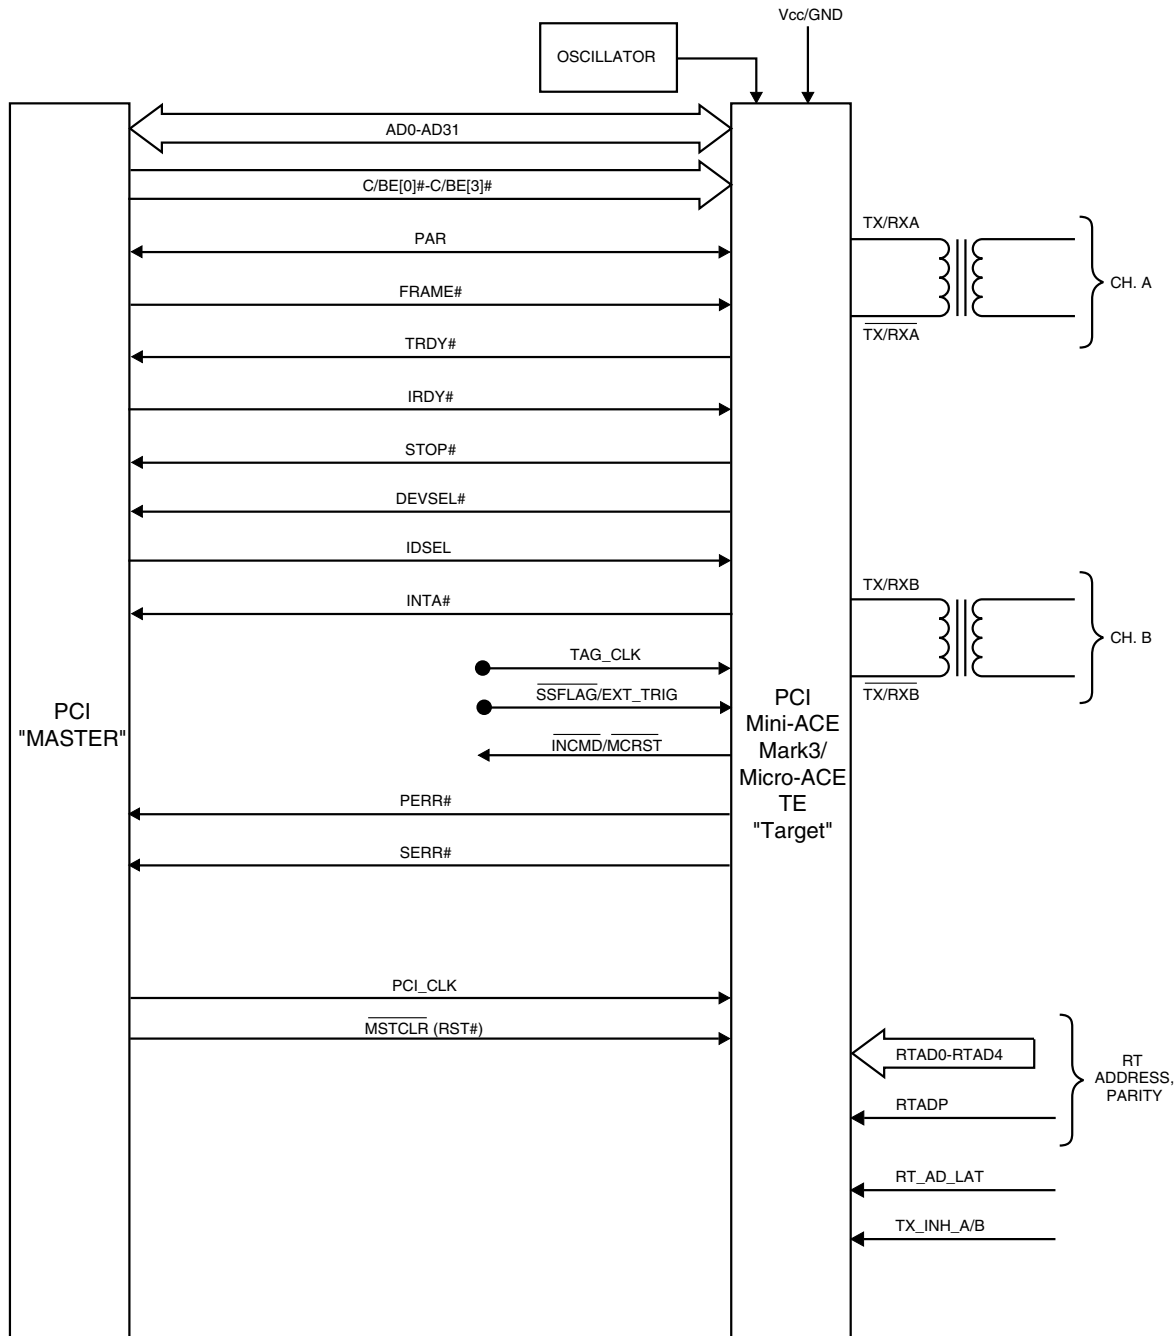 Vcc/GND
OSCILLATOR
AD0-AD31
C/BE[0]#-C/BE[3]#
PAR
FRAME#
TRDY#
IRDY#
STOP#
DEVSEL#
IDSEL
INTA#
TAG_CLK
SSFLAG/EXT_TRIG
INCMD/MCRST
PERR#
SERR#
PCI_CLK
MSTCLR (RST#)
PCI
"MASTER"
PCI
Mini-ACE
Mark3/
Micro-ACE
TE
"Target"
TX/RXA
TX/RXA
CH. A
TX/RXB
TX/RXB
CH. B
RTAD0-RTAD4
RTADP
RT
ADDRESS,
PARITY
RT_AD_LAT
TX_INH_A/B